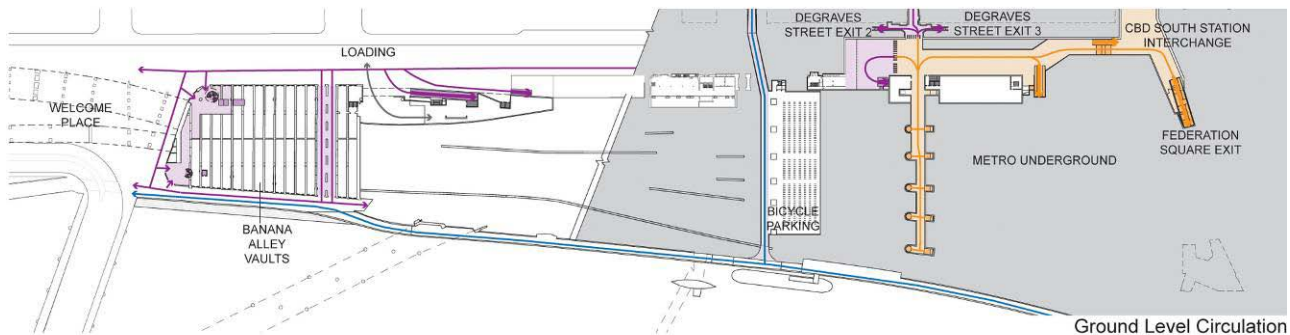 DEGRAVES
STREET EXIT 2
DEGRAVES
STREET EXIT 3
CBD SOUTH STATION
INTERCHANGE
LOADING
WELCOME
PLACE
FEDERATION
SQUARE EXIT
METRO UNDERGROUND
BICYCLE
PARKING
BANANA
ALLEY
VAULTS
Ground Level Circulation